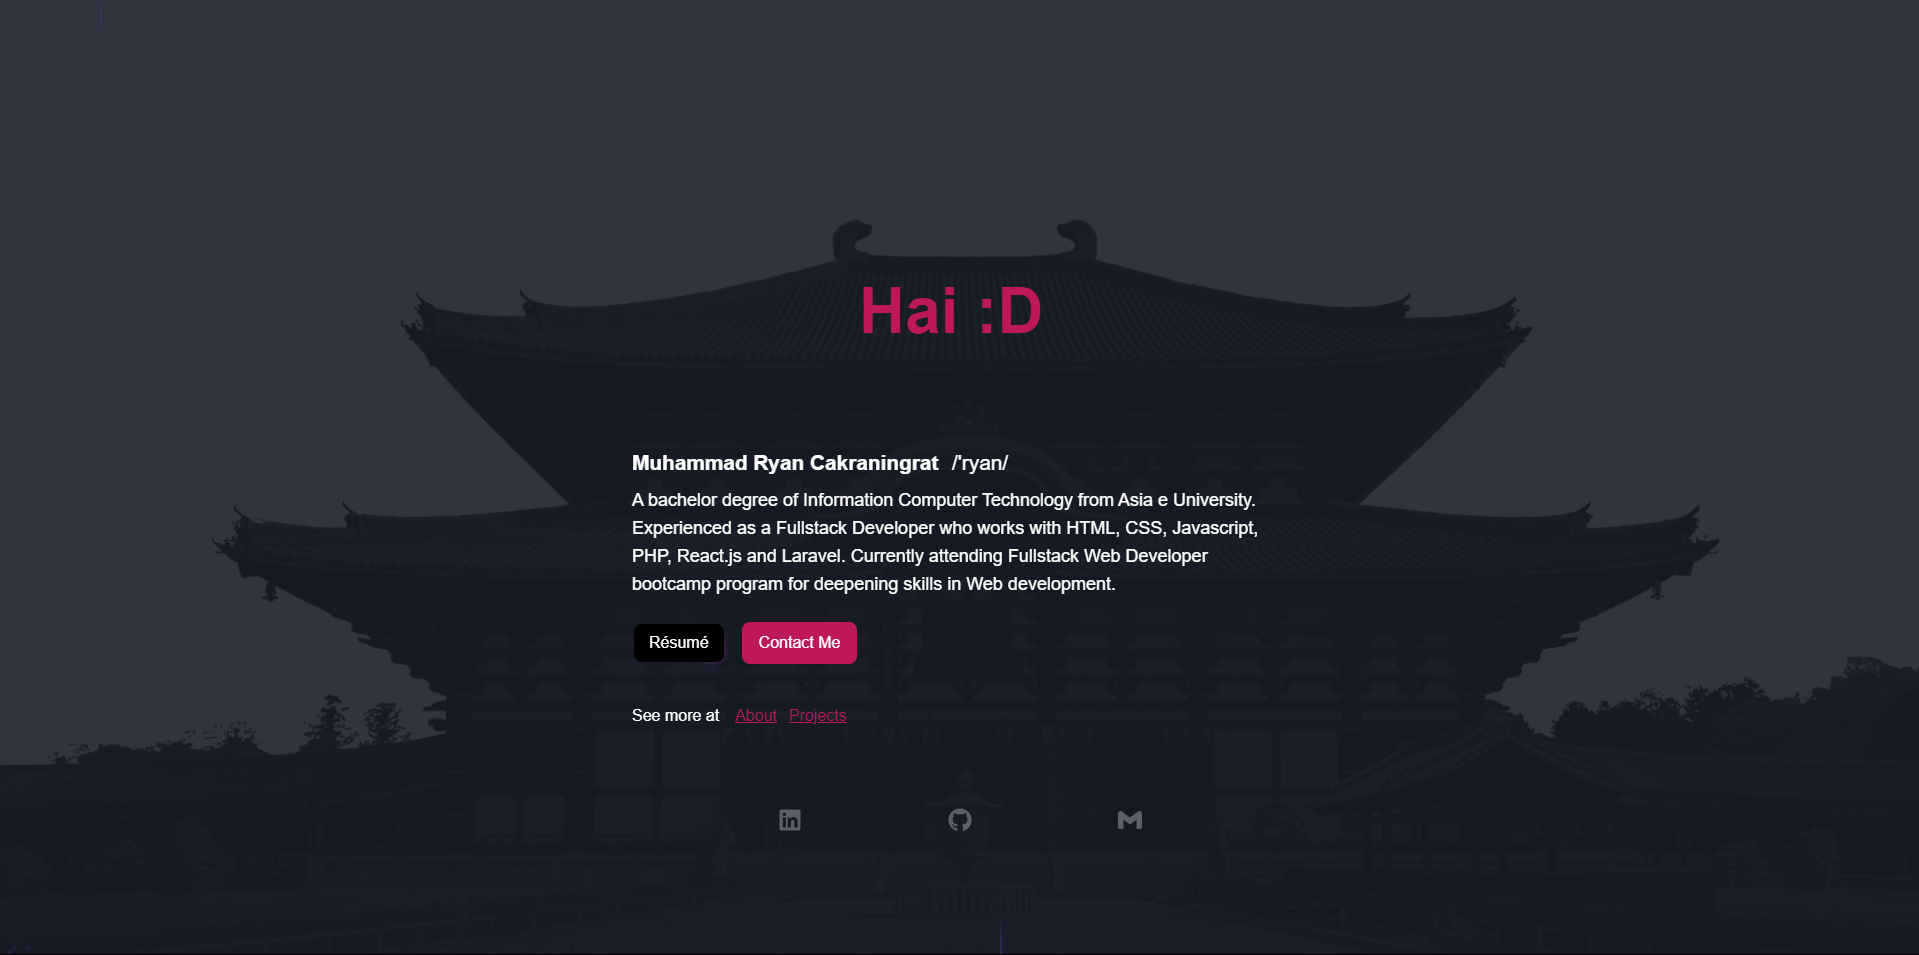 Hai :D
Muhammad Ryan Cakraningrat /'ryan/
A bachelor degree of Information Computer Technology from Asia e University.
Experienced as a Fullstack Developer who works with HTML, CSS, Javascript,
PHP, React.js and Laravel. Currently attending Fullstack Web Developer
bootcamp program for deepening skills in Web development.
Résumé Contact Me
See more at About Projects
in